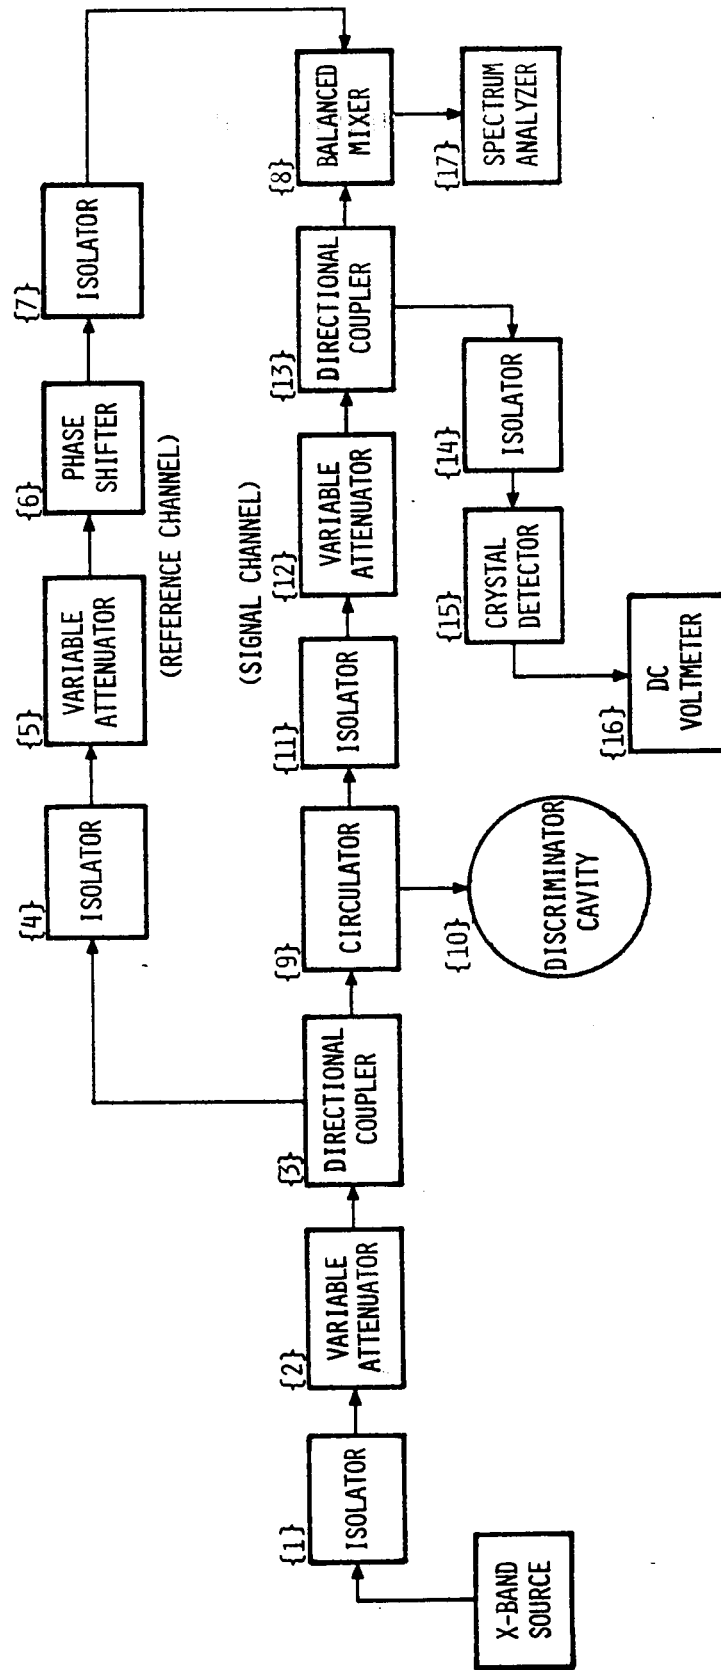 X-BAND
SOURCE
{1}
ISOLATOR
{2}
VARIABLE
ATTENUATOR
{3}
DIRECTIONAL
COUPLER
{4}
ISOLATOR
{5}
VARIABLE
ATTENUATOR
{6}
PHASE
SHIFTER
{7}
ISOLATOR
(REFERENCE CHANNEL)
(SIGNAL CHANNEL)
{8}
BALANCED
MIXER
{9}
CIRCULATOR
{10}
DISCRIMINATOR
CAVITY
{11}
ISOLATOR
{12}
VARIABLE
ATTENUATOR
{13}
DIRECTIONAL
COUPLER
{14}
ISOLATOR
{15}
CRYSTAL
DETECTOR
{16}
DC
VOLTMETER
{17}
SPECTRUM
ANALYZER